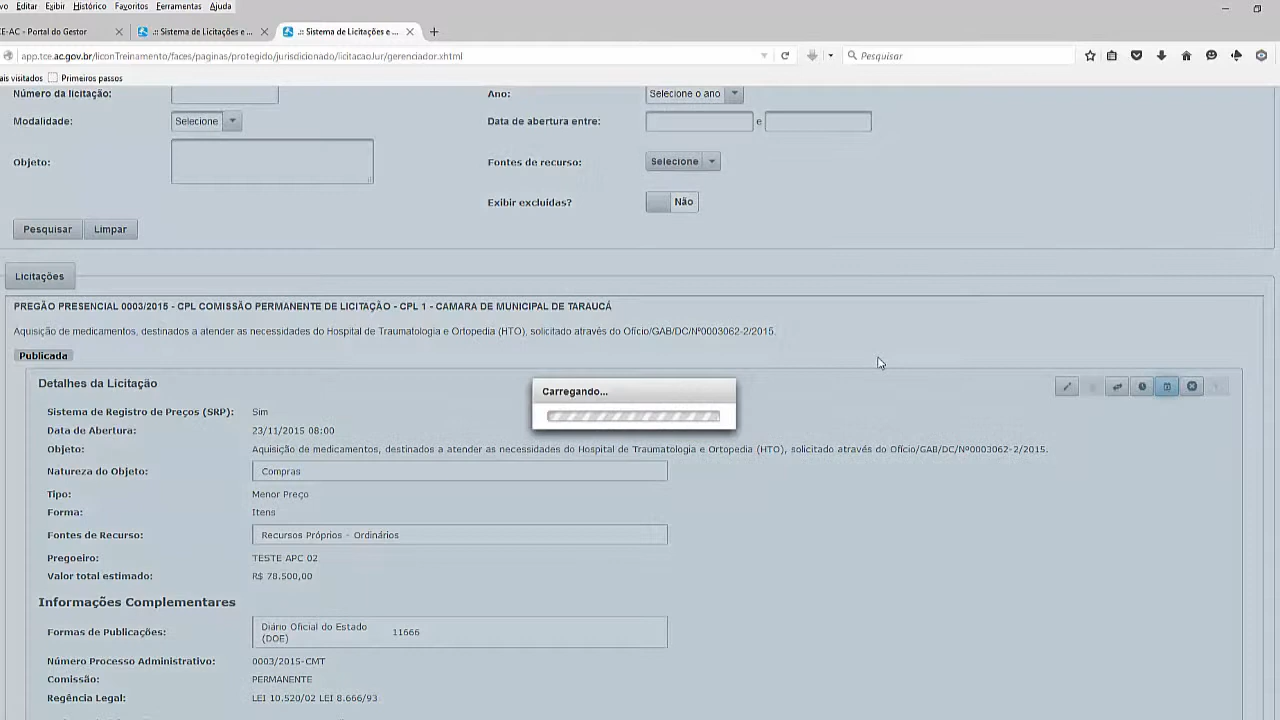 vo Editar Exibir Histórico Favoritos Ferramentas Ajuda
CE-AC - Portal do Gestor × .:: Sistema de Licitações e ... × .:: Sistema de Licitações e ... × +
app.tce.ac.gov.br/liconTreinamento/faces/paginas/protegido/jurisdicionado/licitacaoJur/gerenciador.xhtml Pesquisar
ais visitados Primeiros passos
Número da licitação: Ano: Selecione o ano
Modalidade: Selecione Data de abertura entre: e
Objeto: Fontes de recurso: Selecione
Exibir excluídas? Não
Pesquisar Limpar
Licitações
PREGÃO PRESENCIAL 0003/2015 - CPL COMISSÃO PERMANENTE DE LICITAÇÃO - CPL 1 - CAMARA DE MUNICIPAL DE TARAUCÁ
Aquisição de medicamentos, destinados a atender as necessidades do Hospital de Traumatologia e Ortopedia (HTO), solicitado através do Ofício/GAB/DC/Nº0003062-2/2015.
Publicada
Detalhes da Licitação
Carregando...
Sistema de Registro de Preços (SRP): Sim
Data de Abertura: 23/11/2015 08:00
Objeto: Aquisição de medicamentos, destinados a atender as necessidades do Hospital de Traumatologia e Ortopedia (HTO), solicitado através do Ofício/GAB/DC/Nº0003062-2/2015.
Natureza do Objeto: Compras
Tipo: Menor Preço
Forma: Itens
Fontes de Recurso: Recursos Próprios - Ordinários
Pregoeiro: TESTE APC 02
Valor total estimado: R$ 78.500,00
Informações Complementares
Formas de Publicações: Diário Oficial do Estado (DOE) 11666
Número Processo Administrativo: 0003/2015-CMT
Comissão: PERMANENTE
Regência Legal: LEI 10.520/02 LEI 8.666/93